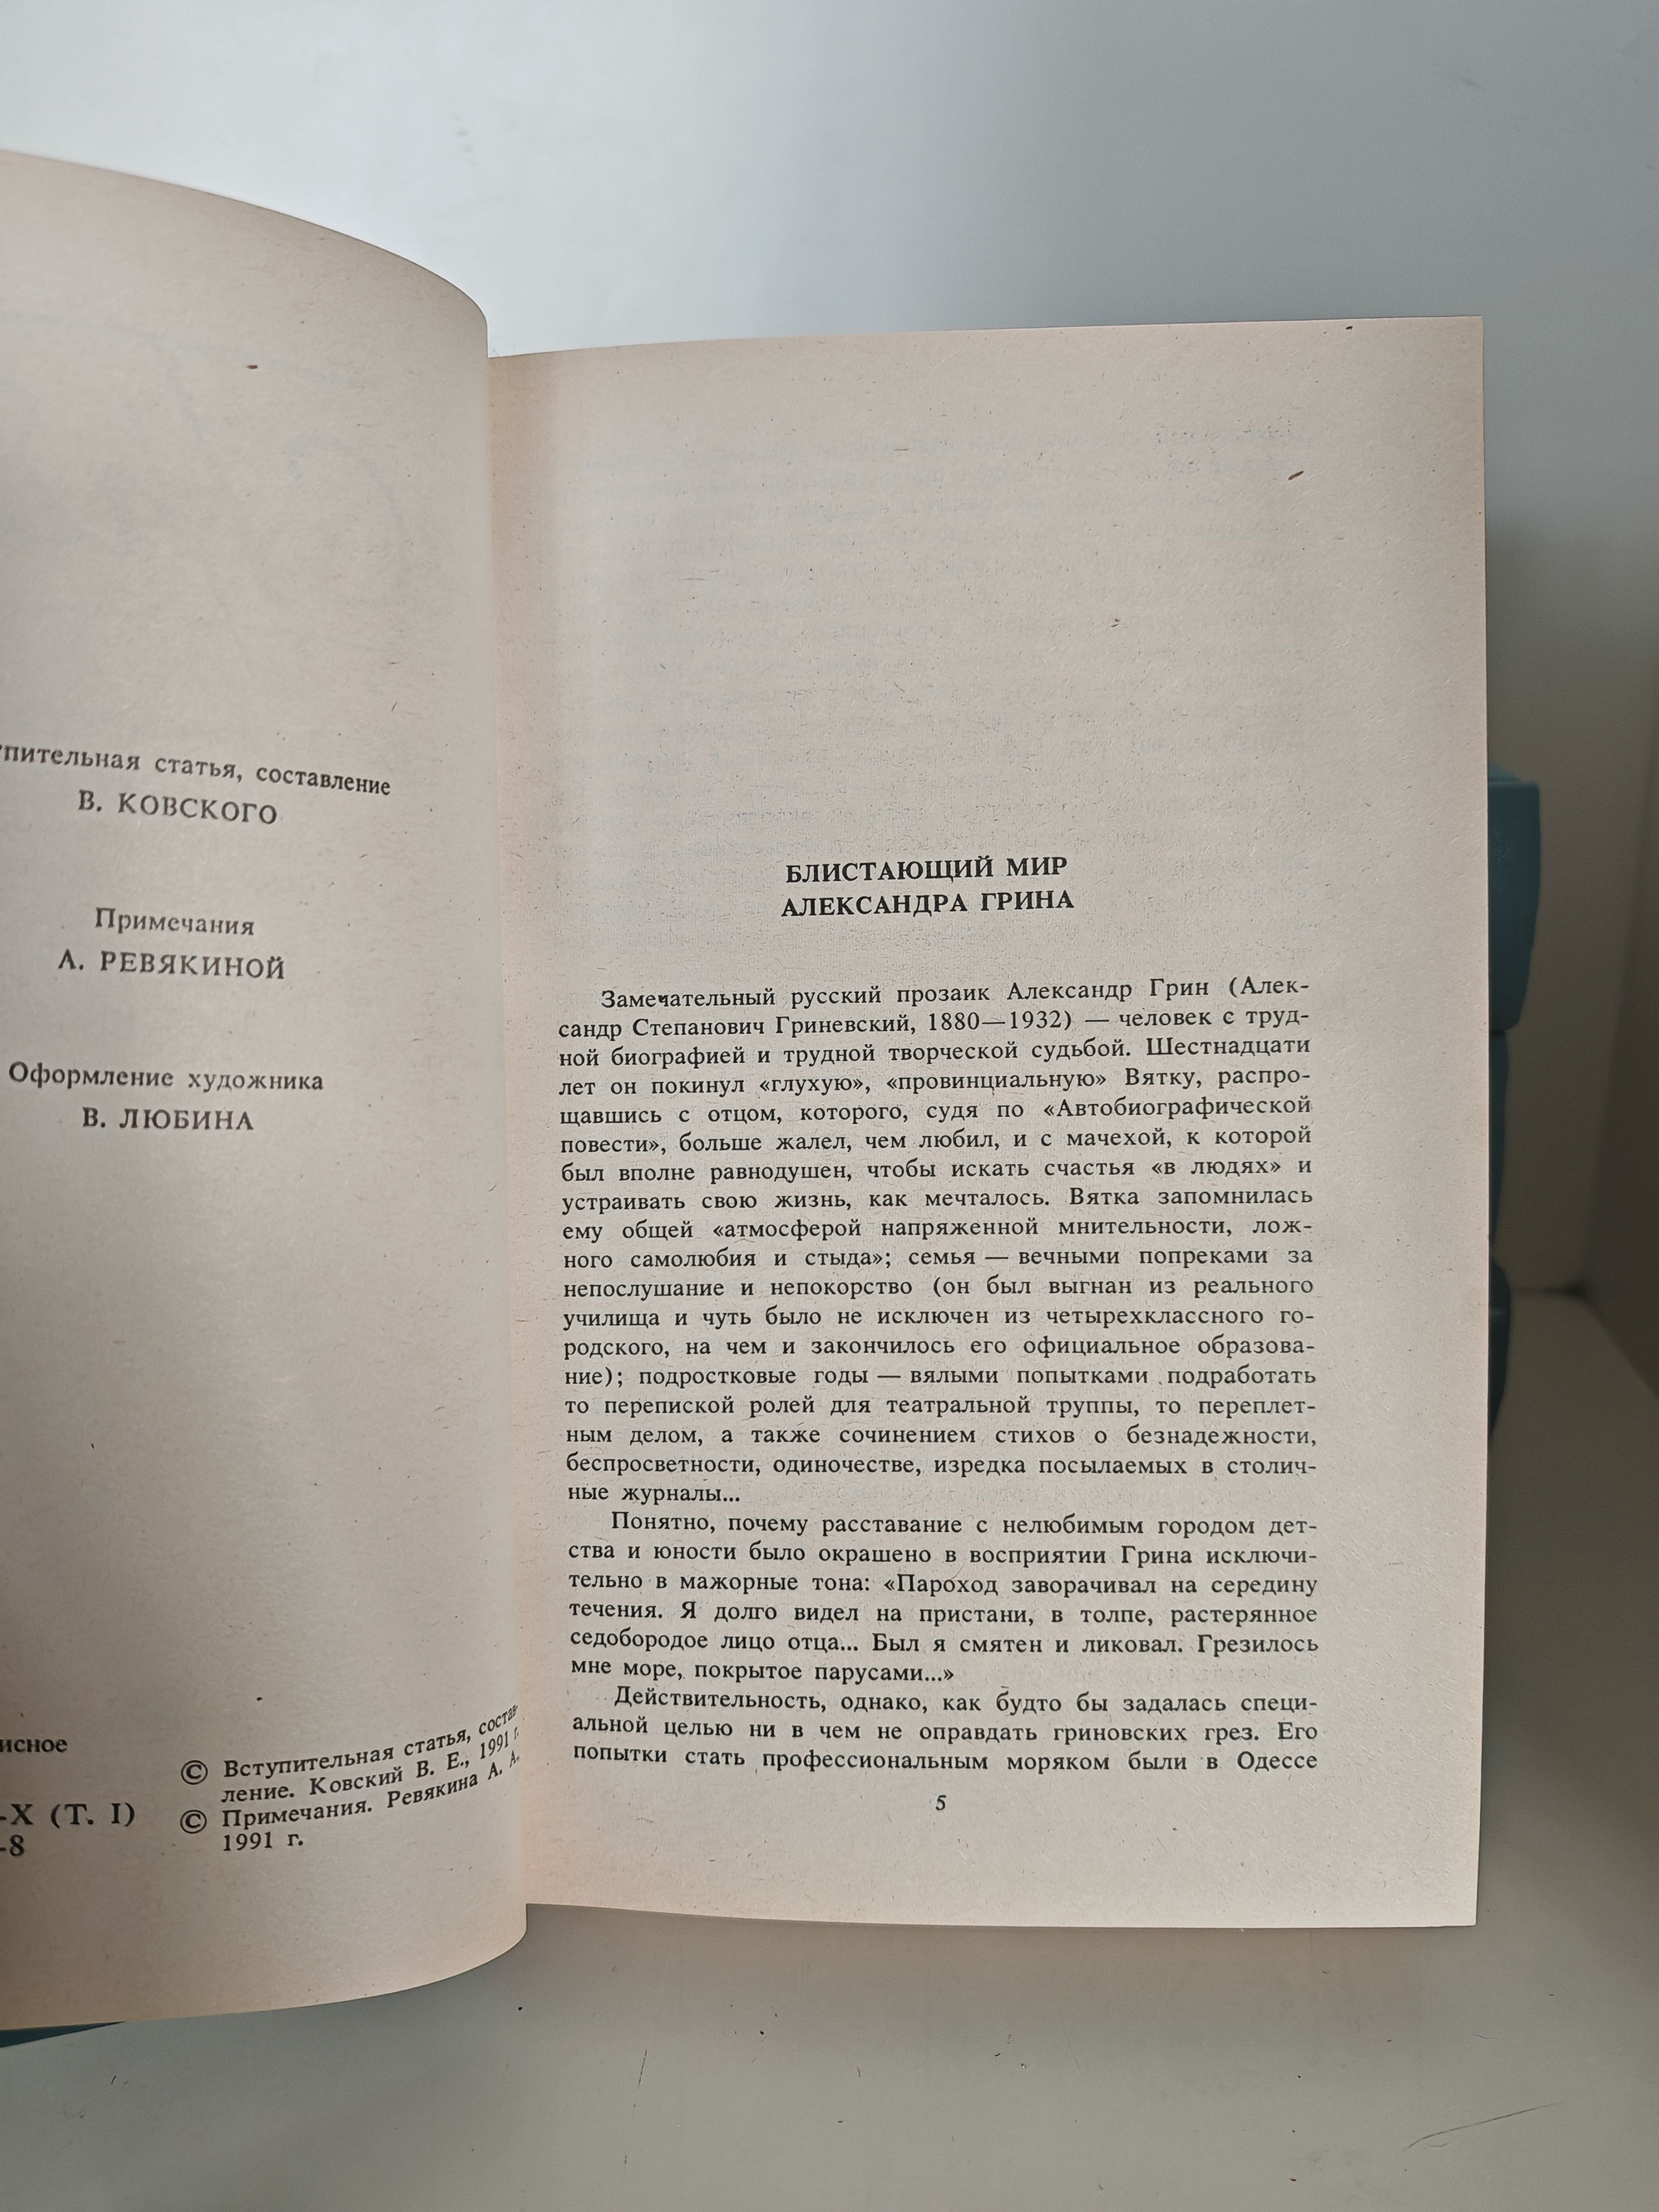 статья, составление
В. КОВСКОГО
Примечания
А. РЕВЯКИНОЙ
Оформление художника
В. ЛЮБИНА
-Х (Т. I)
-8
© Вступительная статья, состав-
ление. Ковский В. Е., 1991 г.
© Примечания. Ревякина А. А.,
1991 г.
БЛИСТАЮЩИЙ МИР
АЛЕКСАНДРА ГРИНА
Замечательный русский прозаик Александр Грин (Алек-
сандр Степанович Гриневский, 1880—1932) — человек с труд-
ной биографией и трудной творческой судьбой. Шестнадцати
лет он покинул «глухую», «провинциальную» Вятку, распро-
щавшись с отцом, которого, судя по «Автобиографической
повести», больше жалел, чем любил, и с мачехой, к которой
был вполне равнодушен, чтобы искать счастья «в людях» и
устраивать свою жизнь, как мечталось. Вятка запомнилась
ему общей «атмосферой напряженной мнительности, лож-
ного самолюбия и стыда»; семья — вечными попреками за
непослушание и непокорство (он был выгнан из реального
училища и чуть было не исключен из четырехклассного го-
родского, на чем и закончилось его официальное образова-
ние); подростковые годы — вялыми попытками подработать
то перепиской ролей для театральной труппы, то переплет-
ным делом, а также сочинением стихов о безнадежности,
беспросветности, одиночестве, изредка посылаемых в столич-
ные журналы...
Понятно, почему расставание с нелюбимым городом дет-
ства и юности было окрашено в восприятии Грина исключи-
тельно в мажорные тона: «Пароход заворачивал на середину
течения. Я долго видел на пристани, в толпе, растерянное
седобородое лицо отца... Был я смятен и ликовал. Грезилось
мне море, покрытое парусами...»
Действительность, однако, как будто бы задалась специ-
альной целью ни в чем не оправдать гриновских грез. Его
попытки стать профессиональным моряком были в Одессе
5